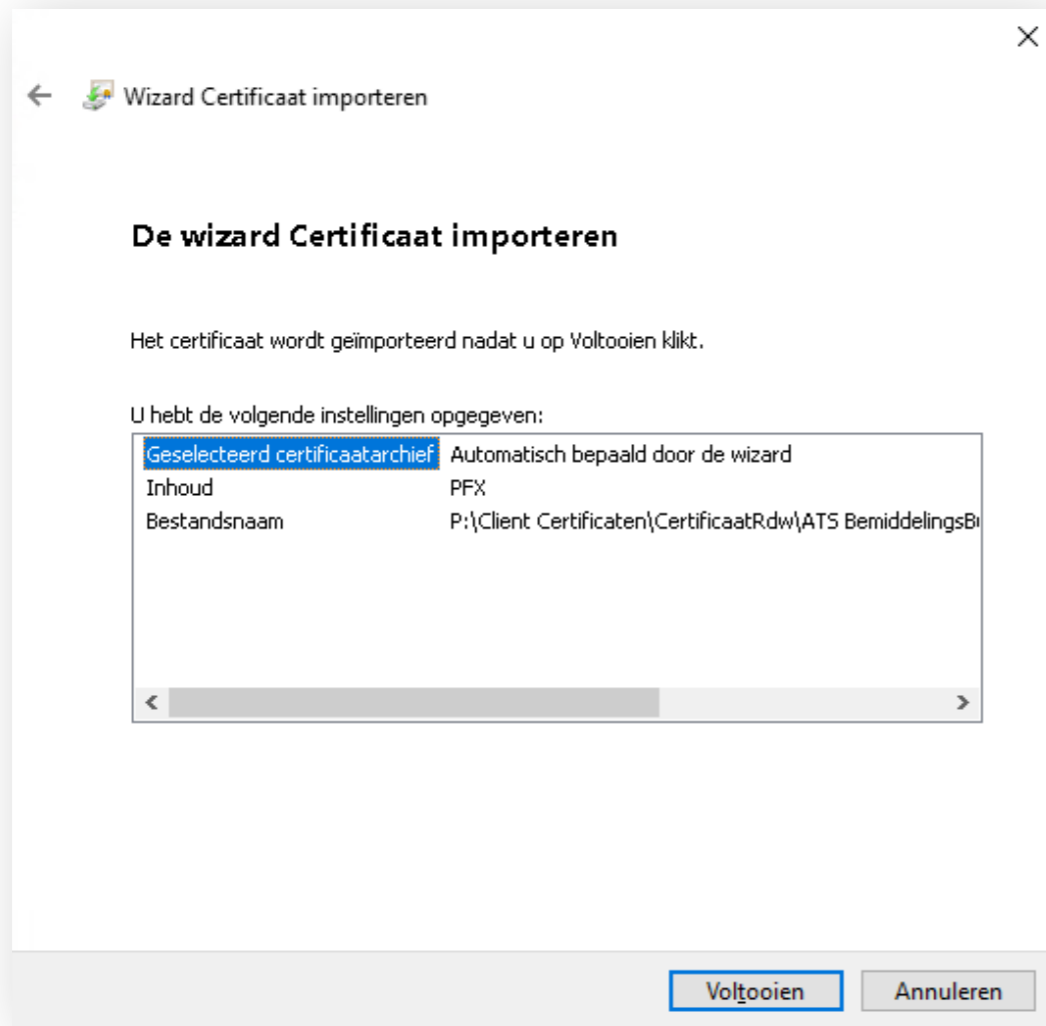 Wizard Certificaat importeren
De wizard Certificaat importeren
Het certificaat wordt geïmporteerd nadat u op Voltooien klikt.
U hebt de volgende instellingen opgegeven:
Geselecteerd certificaatarchief Automatisch bepaald door de wizard
Inhoud PFX
Bestandsnaam P:\Client Certificaten\CertificaatRdw\ATS BemiddelingsB
Voltooien Annuleren